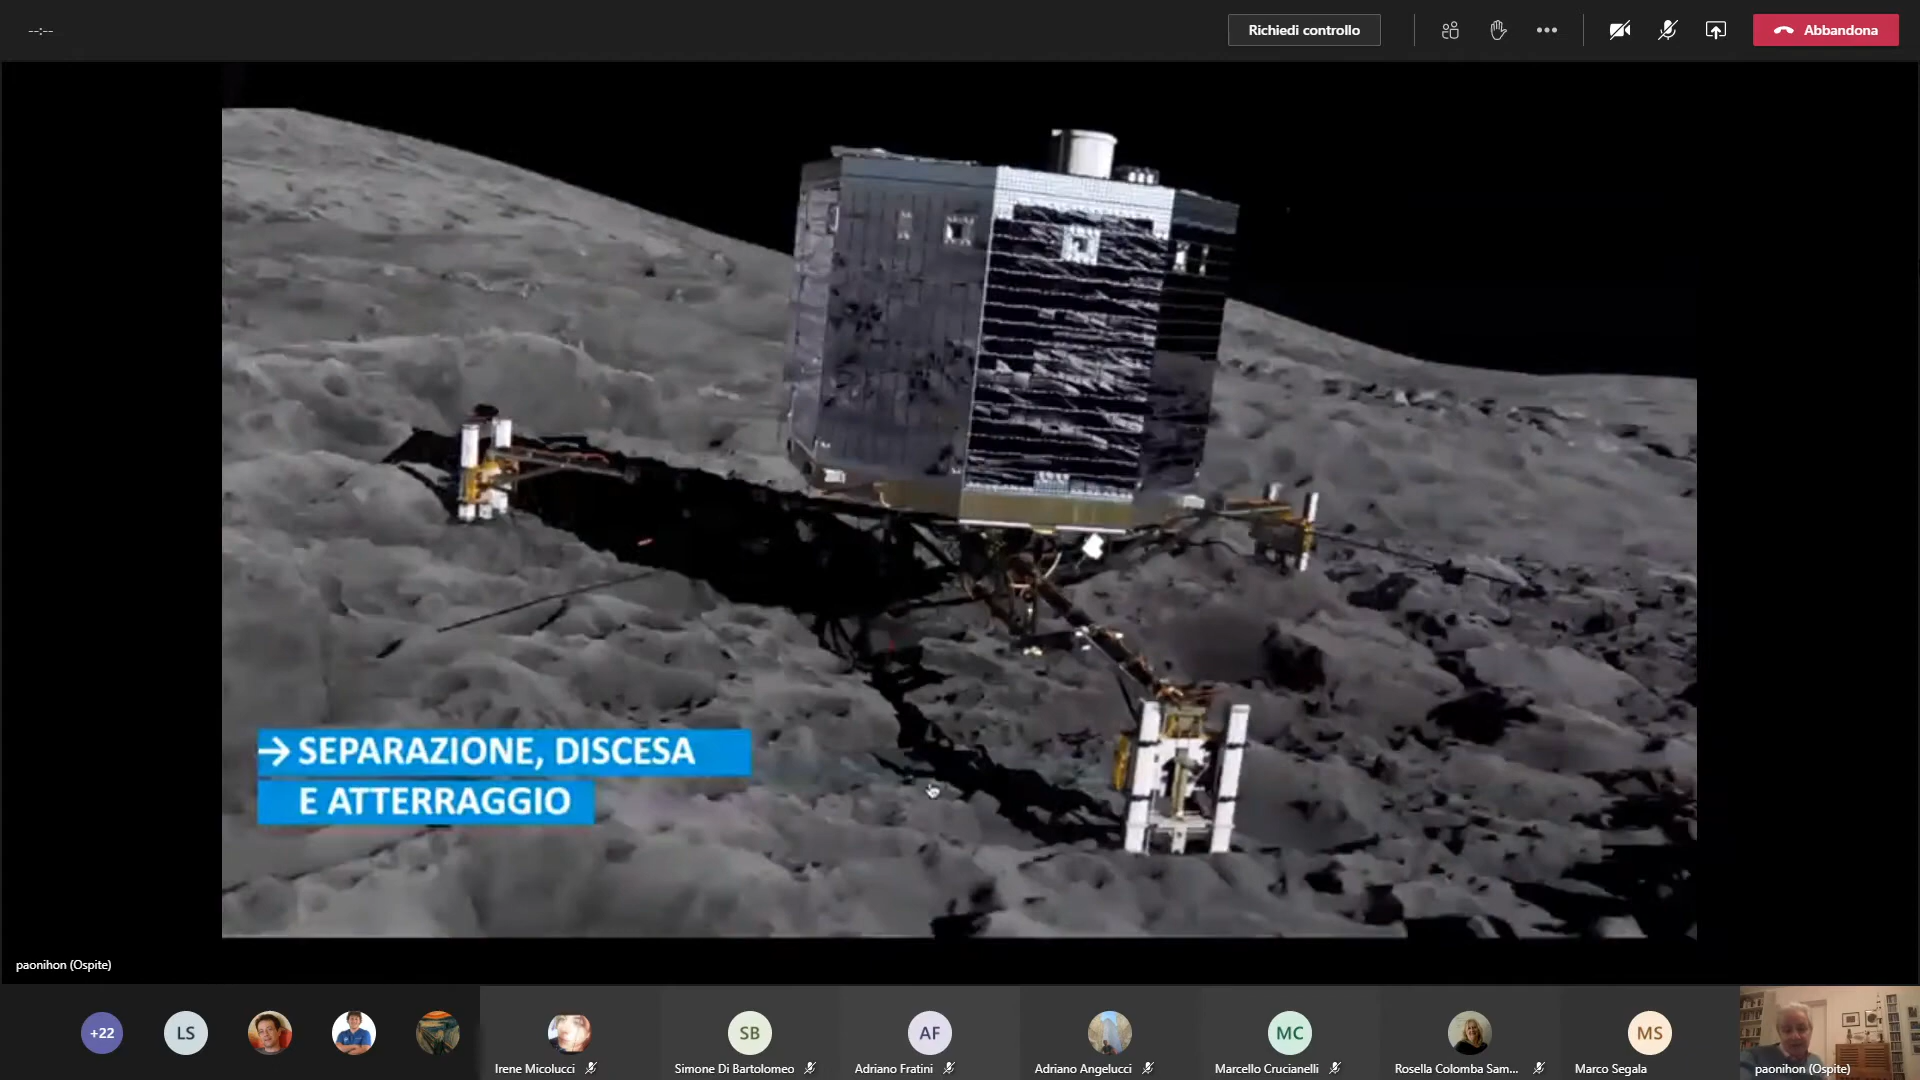 --:--
Richiedi controllo
Abbandona
→ SEPARAZIONE, DISCESA
E ATTERRAGGIO
paonihon (Ospite)
+22
LS
SB
AF
MC
MS
Irene Micolucci
Simone Di Bartolomeo
Adriano Fratini
Adriano Angelucci
Marcello Crucianelli
Rosella Colomba Sam...
Marco Segala
paonihon (Ospite)